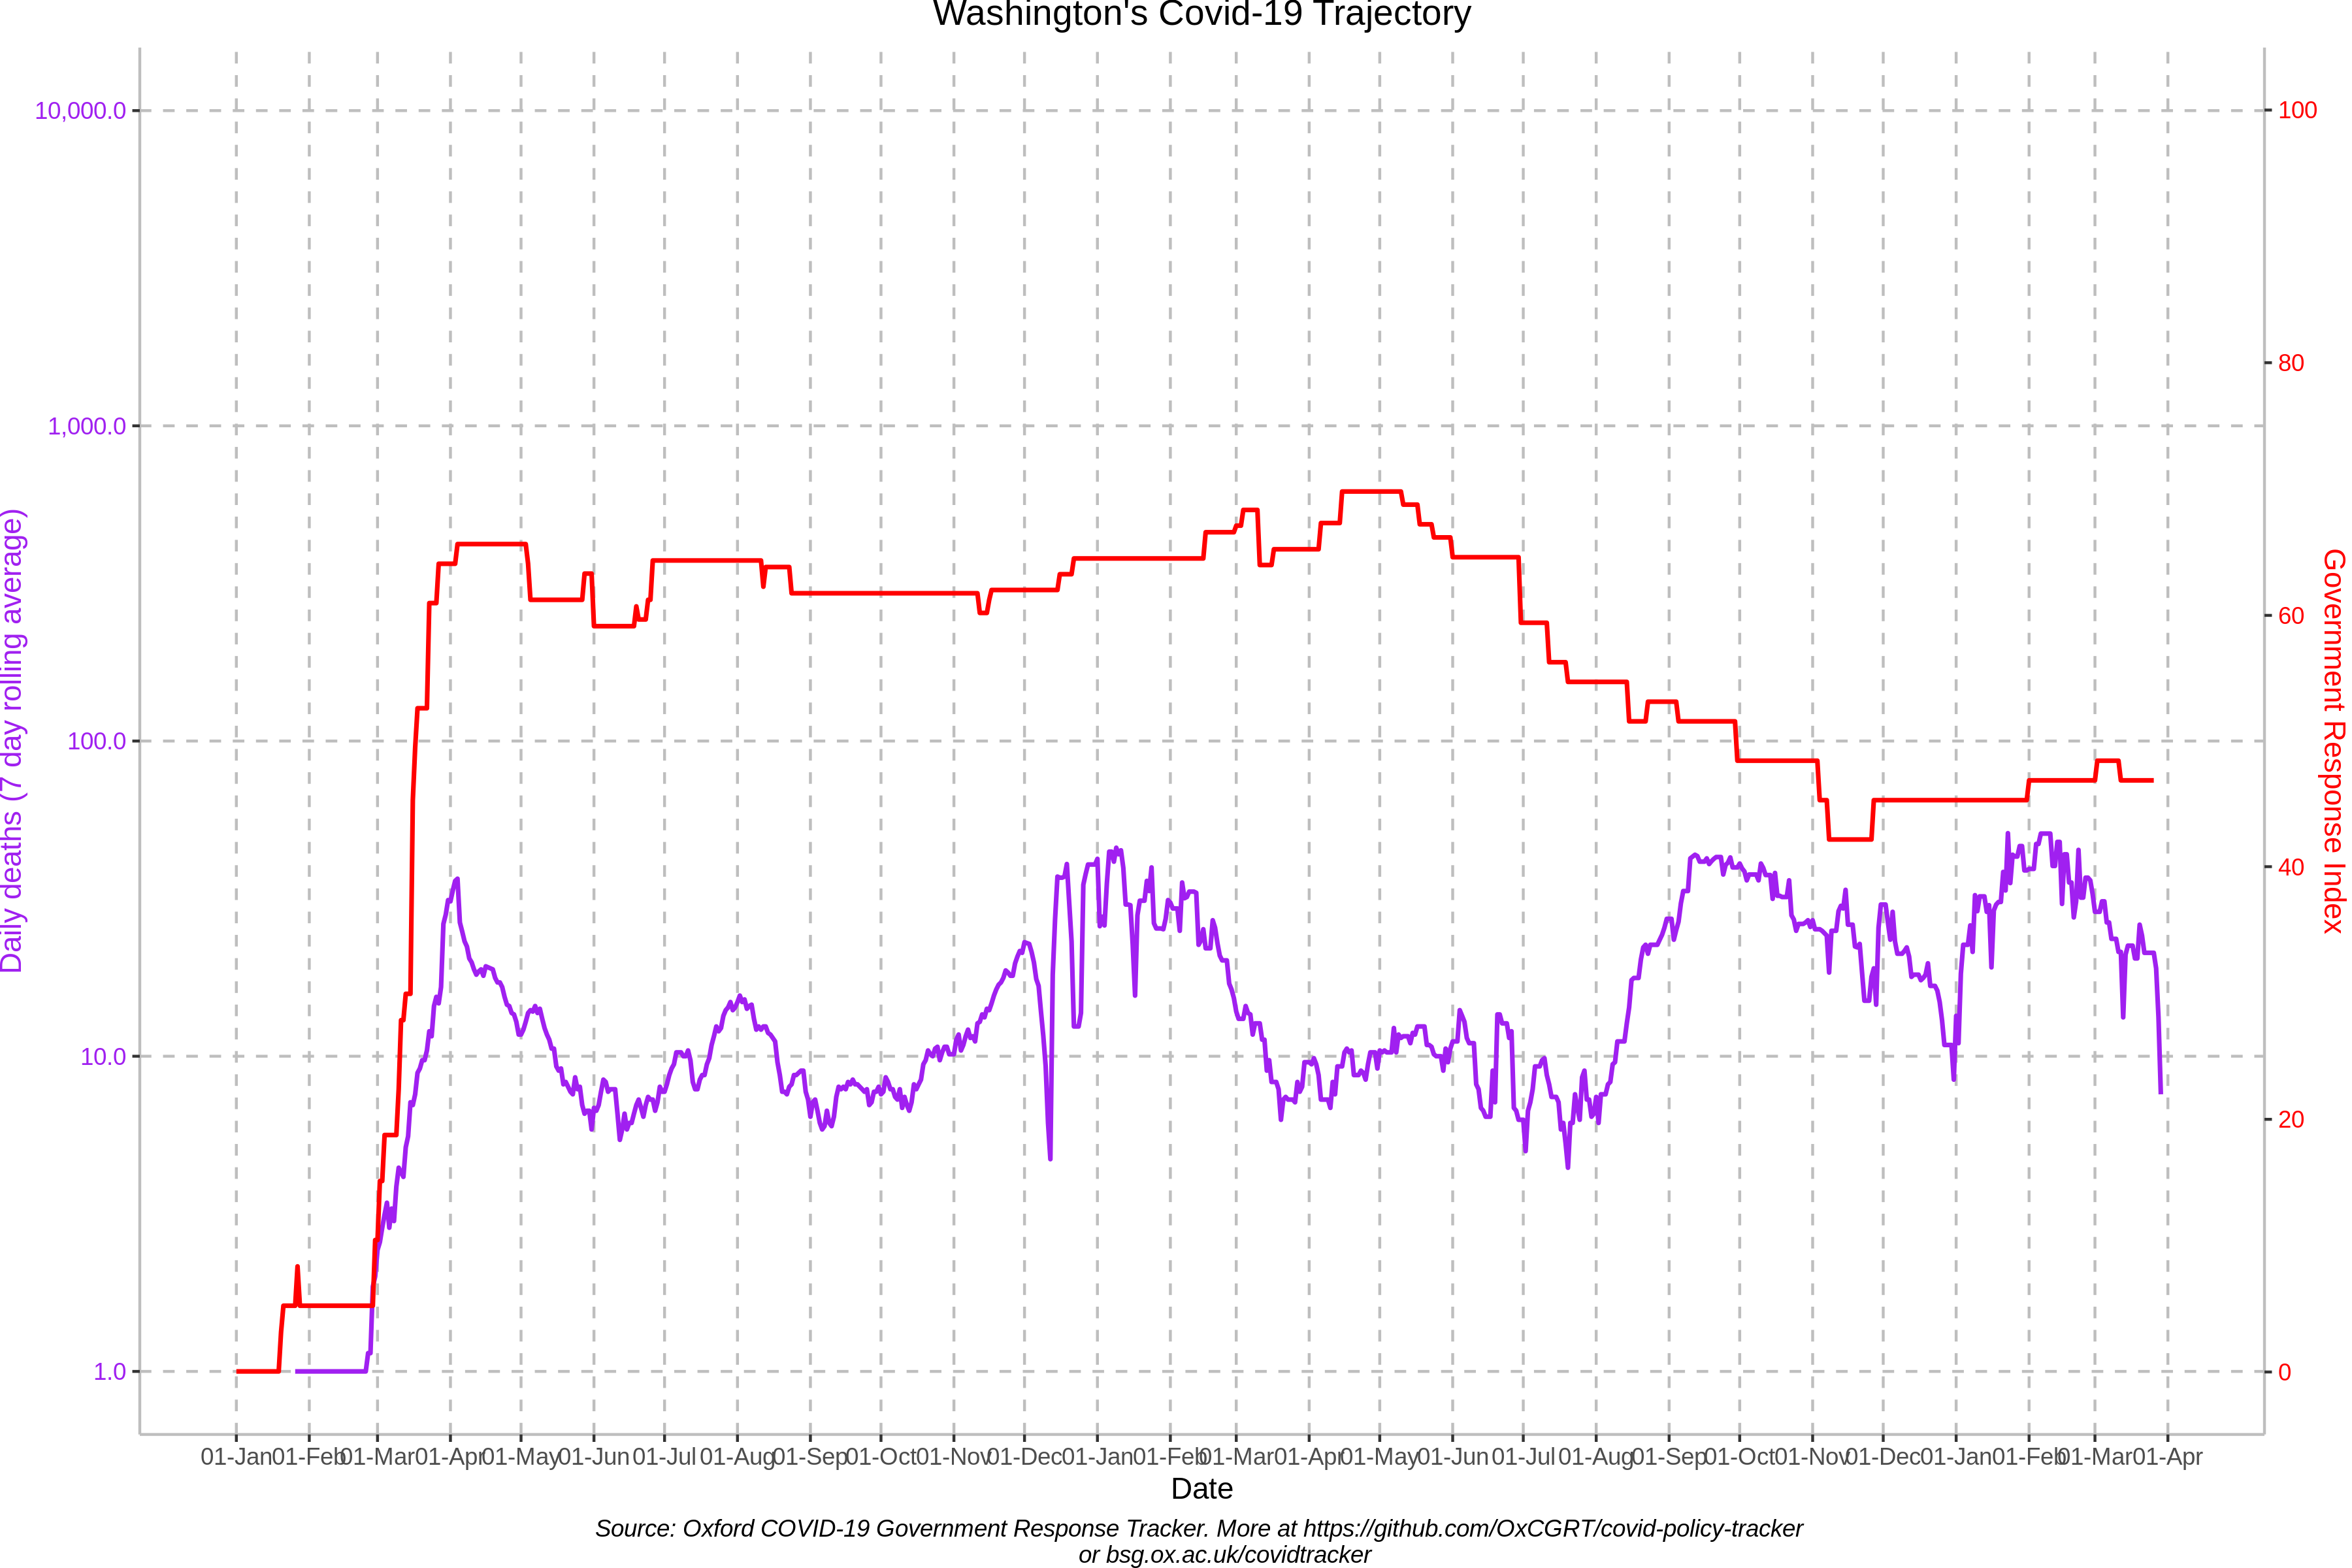 Washington's Covid-19 Trajectory
10,000.0
1,000.0
100.0
10.0
1.0
Daily deaths (7 day rolling average)
100
80
60
40
20
0
Government Response Index
01-Jan 01-Feb 01-Mar 01-Apr 01-May 01-Jun 01-Jul 01-Aug 01-Sep 01-Oct 01-Nov 01-Dec 01-Jan 01-Feb 01-Mar 01-Apr 01-May 01-Jun 01-Jul 01-Aug 01-Sep 01-Oct 01-Nov 01-Dec 01-Jan 01-Feb 01-Mar 01-Apr
Date
Source: Oxford COVID-19 Government Response Tracker. More at https://github.com/OxCGRT/covid-policy-tracker
or bsg.ox.ac.uk/covidtracker